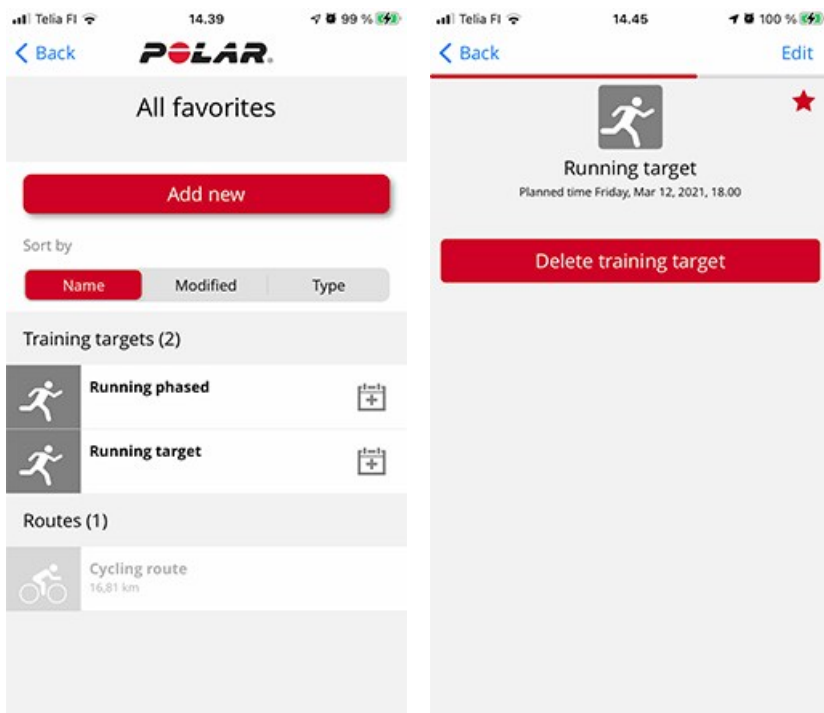 Telia FI 14.39 99 %
Back POLAR.
All favorites
Add new
Sort by
Name Modified Type
Training targets (2)
Running phased
Running target
Routes (1)
Cycling route
16,81 km
Telia FI 14.45 100 %
Back Edit
Running target
Planned time Friday, Mar 12, 2021, 18.00
Delete training target